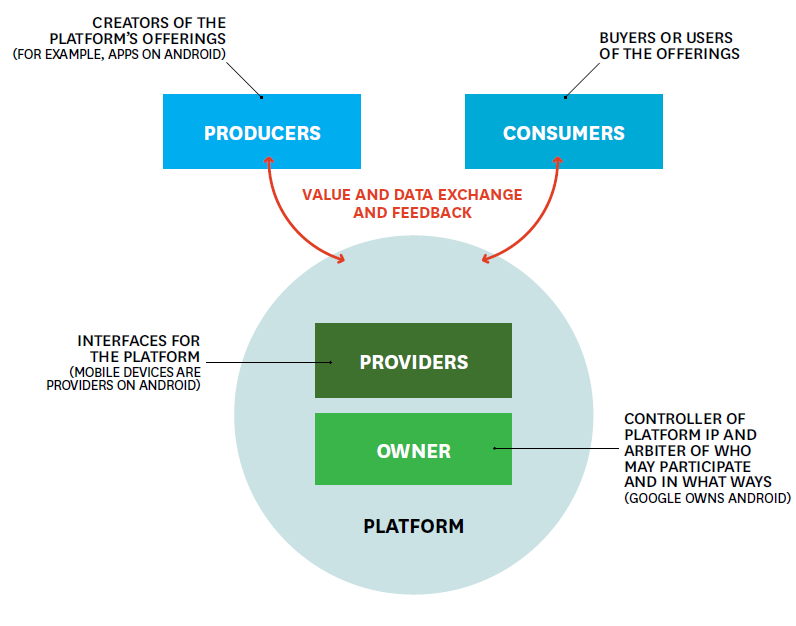 CREATORS OF THE
PLATFORM’S OFFERINGS
(FOR EXAMPLE, APPS ON ANDROID)
BUYERS OR USERS
OF THE OFFERINGS
PRODUCERS
CONSUMERS
VALUE AND DATA EXCHANGE
AND FEEDBACK
INTERFACES FOR
THE PLATFORM
(MOBILE DEVICES ARE
PROVIDERS ON ANDROID)
PROVIDERS
OWNER
CONTROLLER OF
PLATFORM IP AND
ARBITER OF WHO
MAY PARTICIPATE
AND IN WHAT WAYS
(GOOGLE OWNS ANDROID)
PLATFORM